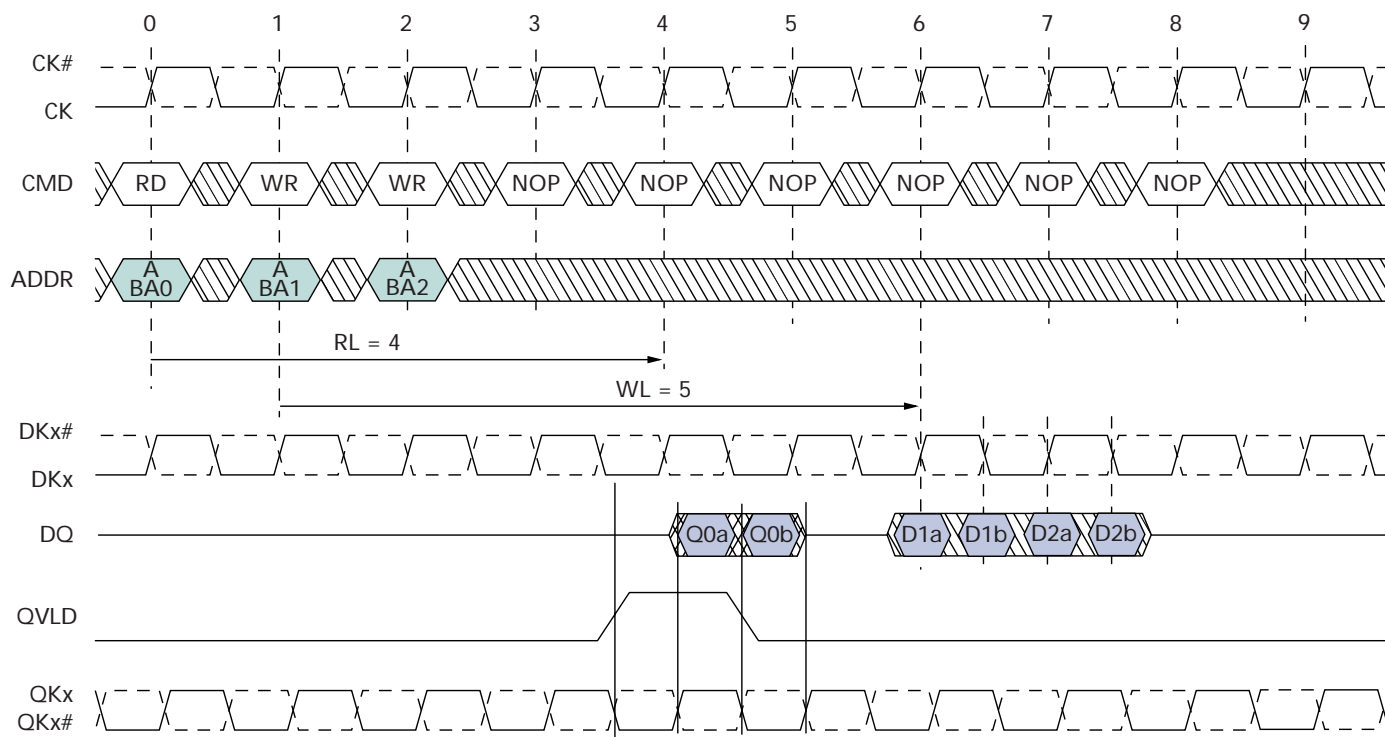 0 1 2 3 4 5 6 7 8 9
CK#
CK
CMD RD WR WR NOP NOP NOP NOP NOP NOP
ADDR A BA0 A BA1 A BA2
RL = 4
WL = 5
DKx#
DKx
DQ Q0a Q0b D1a D1b D2a D2b
QVLD
QKx
QKx#